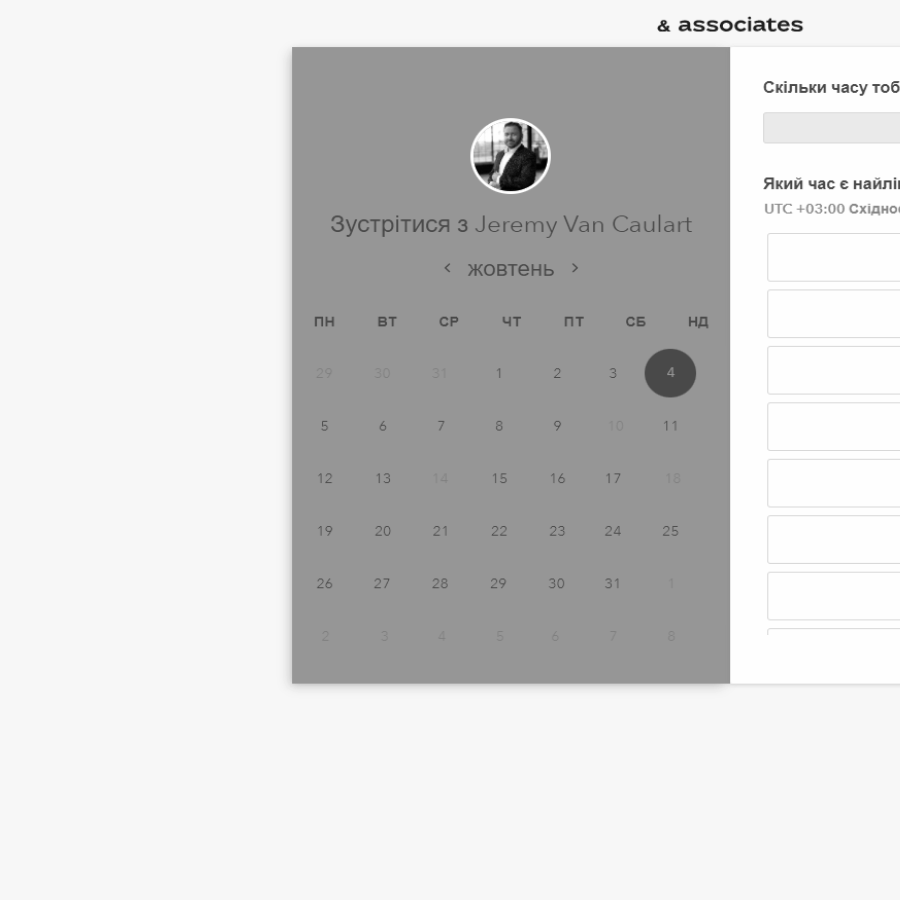 & associates
Зустрітися з Jeremy Van Caulart
жовтень
ПН ВТ СР ЧТ ПТ СБ НД
29 30 31 1 2 3 4
5 6 7 8 9 10 11
12 13 14 15 16 17 18
19 20 21 22 23 24 25
26 27 28 29 30 31 1
2 3 4 5 6 7 8
Скільки часу тоб
Який час є найлі
UTC +03:00 Східно